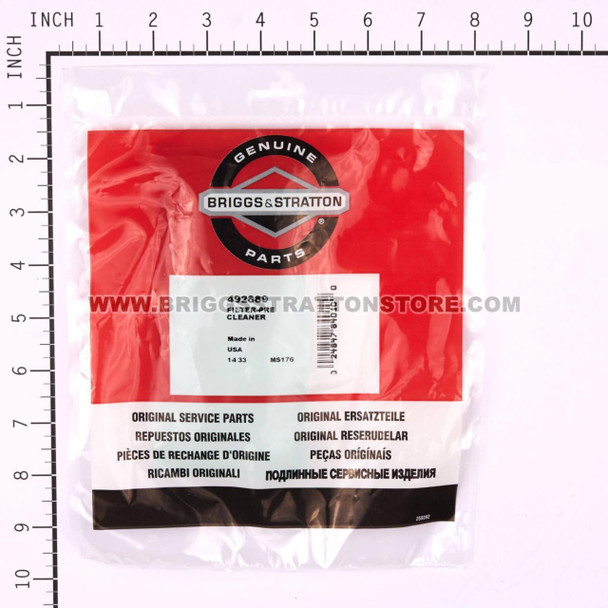 INCH 1 2 3 4 5 6 7 8 9 10
INCH
1
2
3
4
5
6
7
8
9
10
GENUINE
BRIGGS & STRATTON
®
PARTS
492889
FILTER-PRE
CLEANER
Made in
USA
14 33 MS176
WWW.BRIGGSSTRATTONSTORE.COM
ORIGINAL SERVICE PARTS ORIGINAL ERSATZTEILE
REPUESTOS ORIGINALES ORIGINAL RESERUDELAR
PIÈCES DE RECHANGE D'ORIGINE PEÇAS ORÍGÍNAIS
RICAMBI ORIGINALI ПОДЛИННЫЕ СЕРВИСНЫЕ ИЗДЕЛИЯ